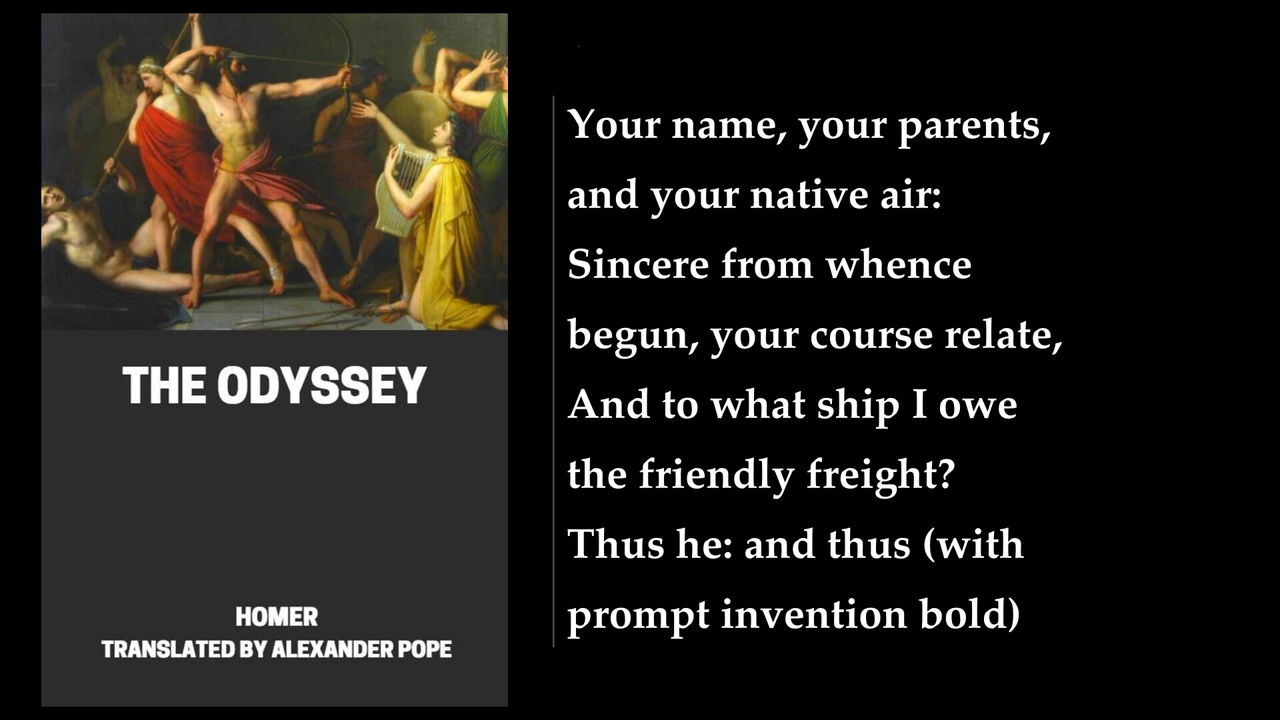 THE ODYSSEY
HOMER
TRANSLATED BY ALEXANDER POPE
Your name, your parents,
and your native air:
Sincere from whence
begun, your course relate,
And to what ship I owe
the friendly freight?
Thus he: and thus (with
prompt invention bold)